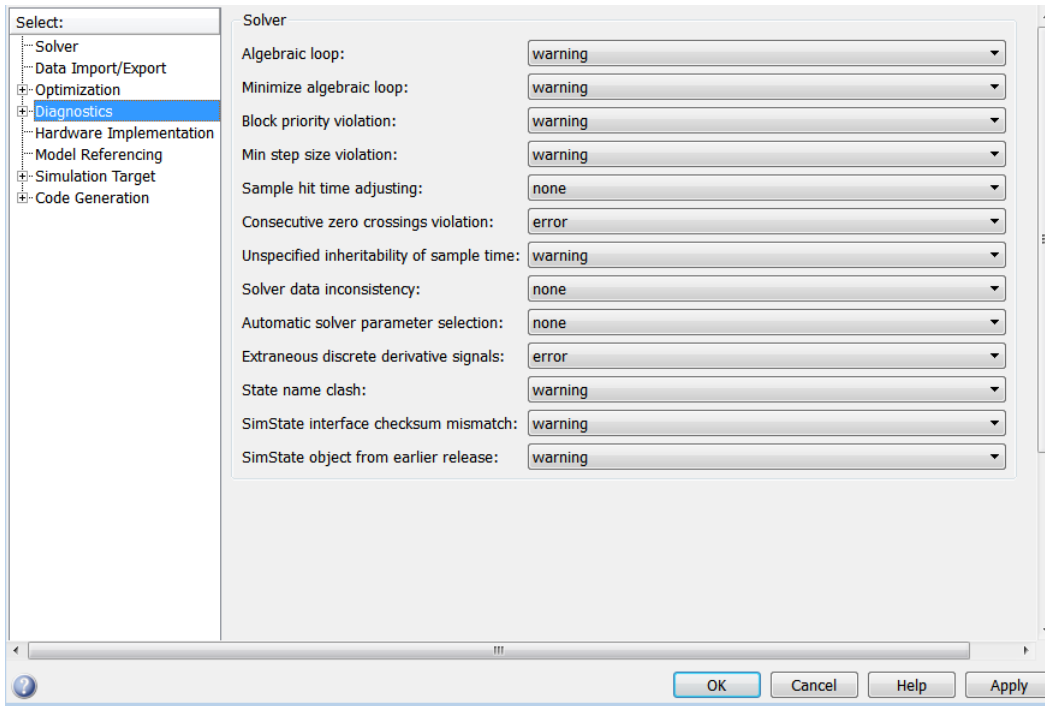 Select:
Solver
Data Import/Export
Optimization
Diagnostics
Hardware Implementation
Model Referencing
Simulation Target
Code Generation
Solver
Algebraic loop: warning
Minimize algebraic loop: warning
Block priority violation: warning
Min step size violation: warning
Sample hit time adjusting: none
Consecutive zero crossings violation: error
Unspecified inheritability of sample time: warning
Solver data inconsistency: none
Automatic solver parameter selection: none
Extraneous discrete derivative signals: error
State name clash: warning
SimState interface checksum mismatch: warning
SimState object from earlier release: warning
OK Cancel Help Apply